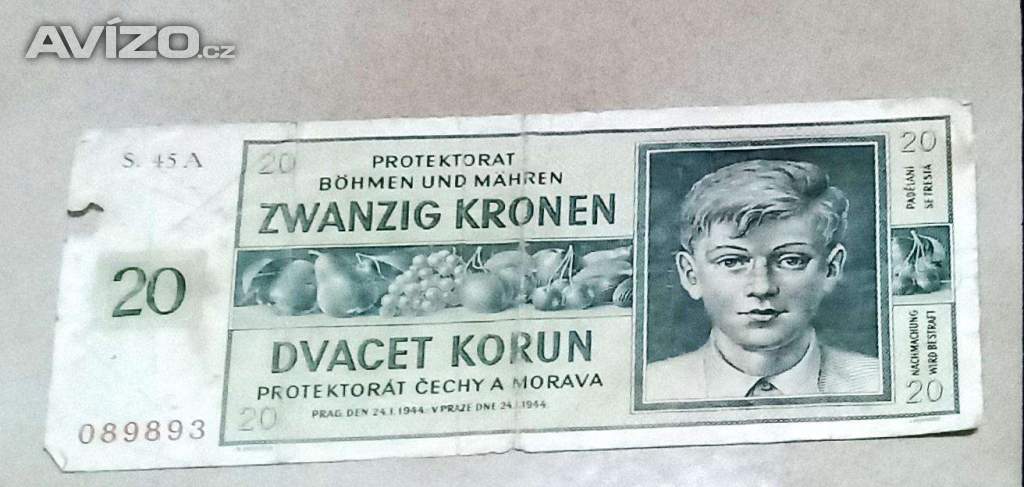 AVÍZO.cz
S. 45 A
20
PROTEKTORAT
BÖHMEN UND MÄHREN
ZWANZIG KRONEN
20
DVACET KORUN
PROTEKTORÁT ČECHY A MORAVA
PRAG, DEN 24.I.1944. V PRAZE DNE 24.I.1944.
20
089893
20
PADĚLÁNÍ
SE TRESTÁ
NACHMACHUNG
WIRD BESTRAFT
20